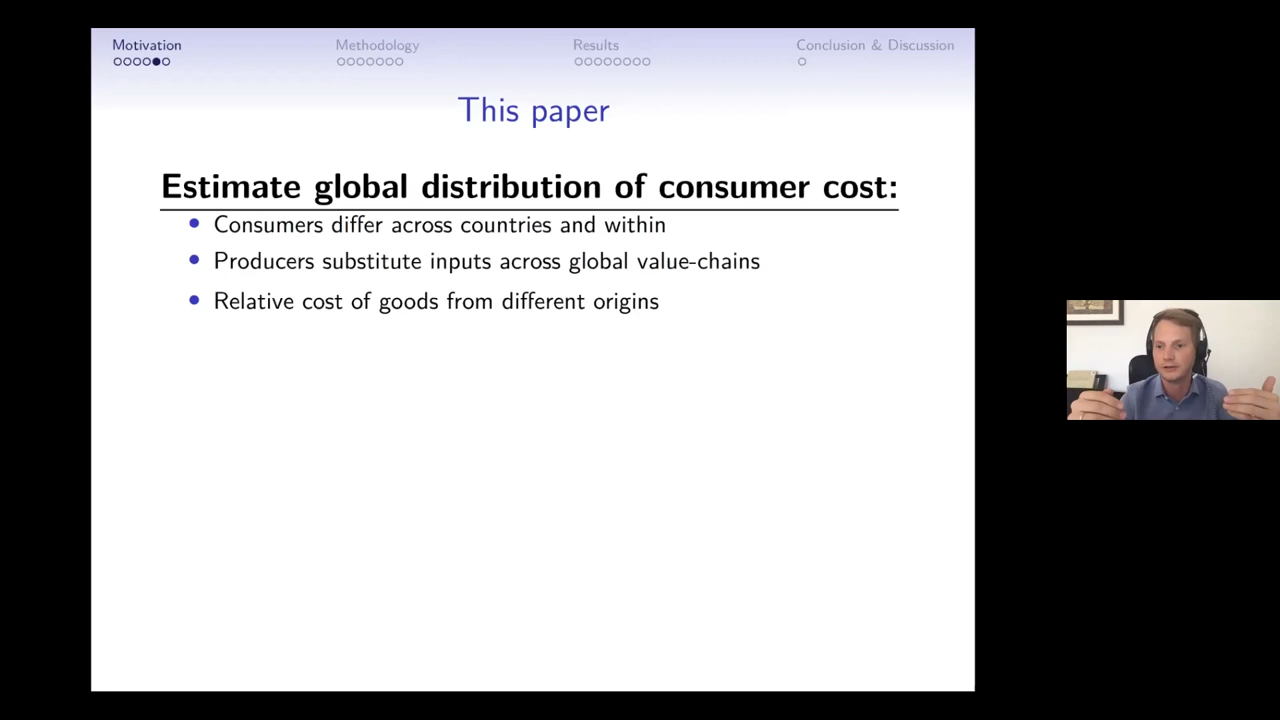 Motivation Methodology Results Conclusion & Discussion
This paper
Estimate global distribution of consumer cost:
Consumers differ across countries and within
Producers substitute inputs across global value-chains
Relative cost of goods from different origins